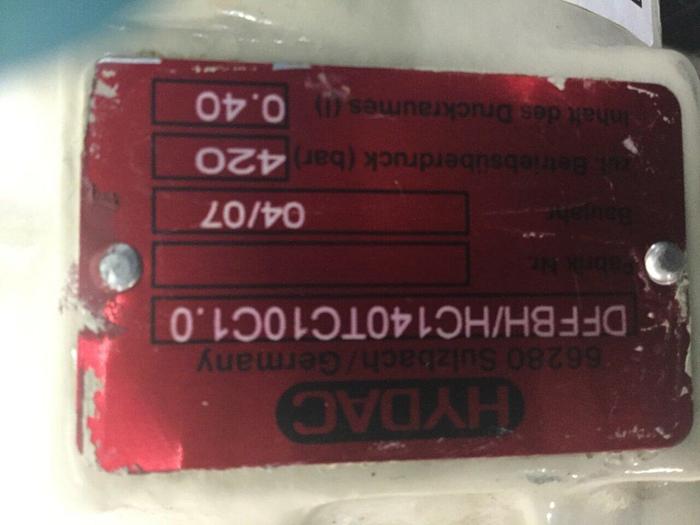 HYDAC
66280 Sulzbach/Germany
DFFBH/HC140TC10C1.0
Fabrik Nr.
Baujahr 04/07
zul. Betriebsüberdruck (bar) 420
Inhalt des Druckraumes (l) 0.40